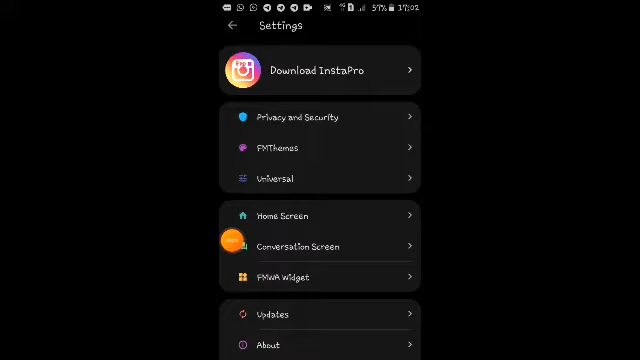 57% 17:02
Settings
Download InstaPro
Privacy and Security
FMThemes
Universal
Home Screen
Conversation Screen
FMWA Widget
Updates
About